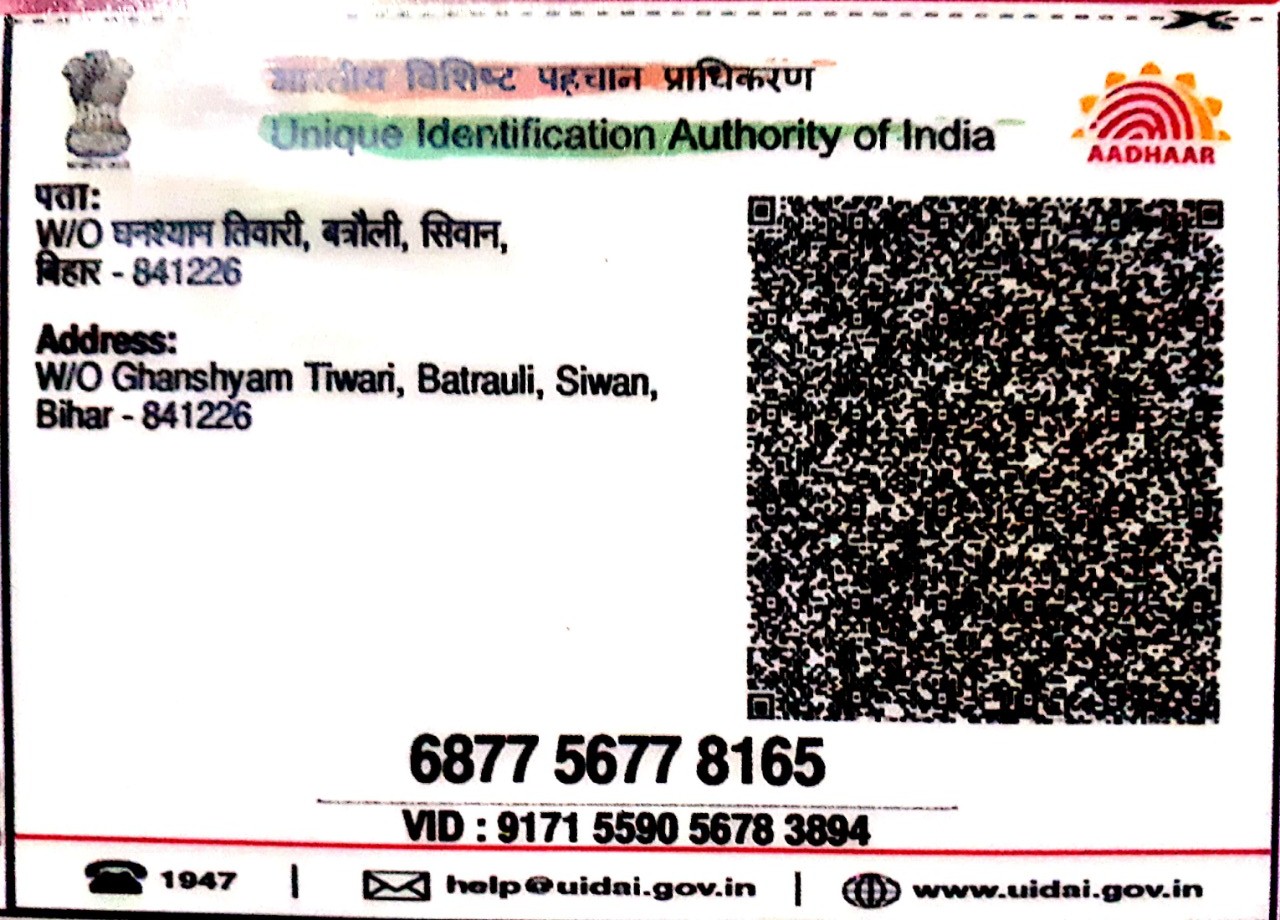 भारतीय विशिष्ट पहचान प्राधिकरण
Unique Identification Authority of India
AADHAAR
पता:
W/O घनश्याम तिवारी, बत्रौली, सिवान,
बिहार - 841226
Address:
W/O Ghanshyam Tiwari, Batrauli, Siwan,
Bihar - 841226
6877 5677 8165
VID : 9171 5590 5678 3894
1947 | help@uidai.gov.in | www.uidai.gov.in